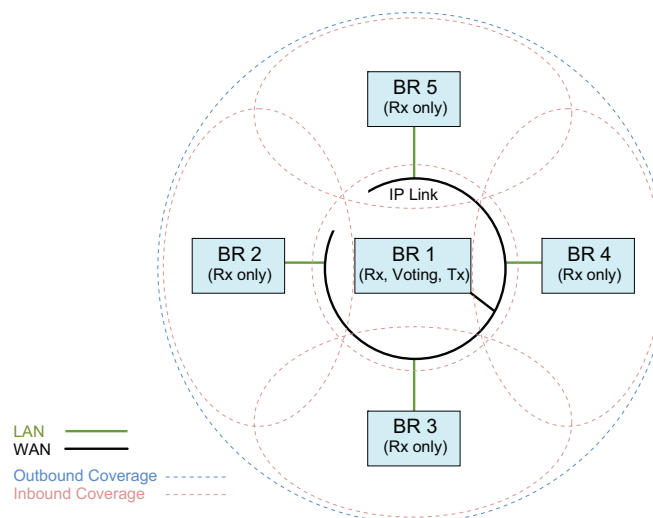 BR 5
(Rx only)
IP Link
BR 2
(Rx only)
BR 1
(Rx, Voting, Tx)
BR 4
(Rx only)
BR 3
(Rx only)
LAN
WAN
Outbound Coverage
Inbound Coverage